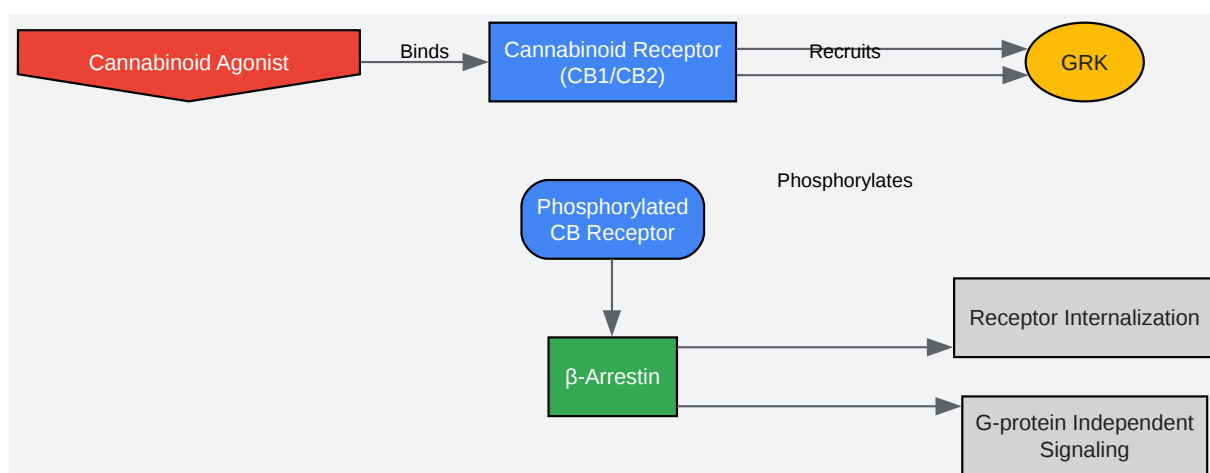 Cannabinoid Agonist
Binds
Cannabinoid Receptor
(CB1/CB2)
Recruits
GRK
Phosphorylates
Phosphorylated
CB Receptor
Receptor Internalization
β-Arrestin
G-protein Independent
Signaling